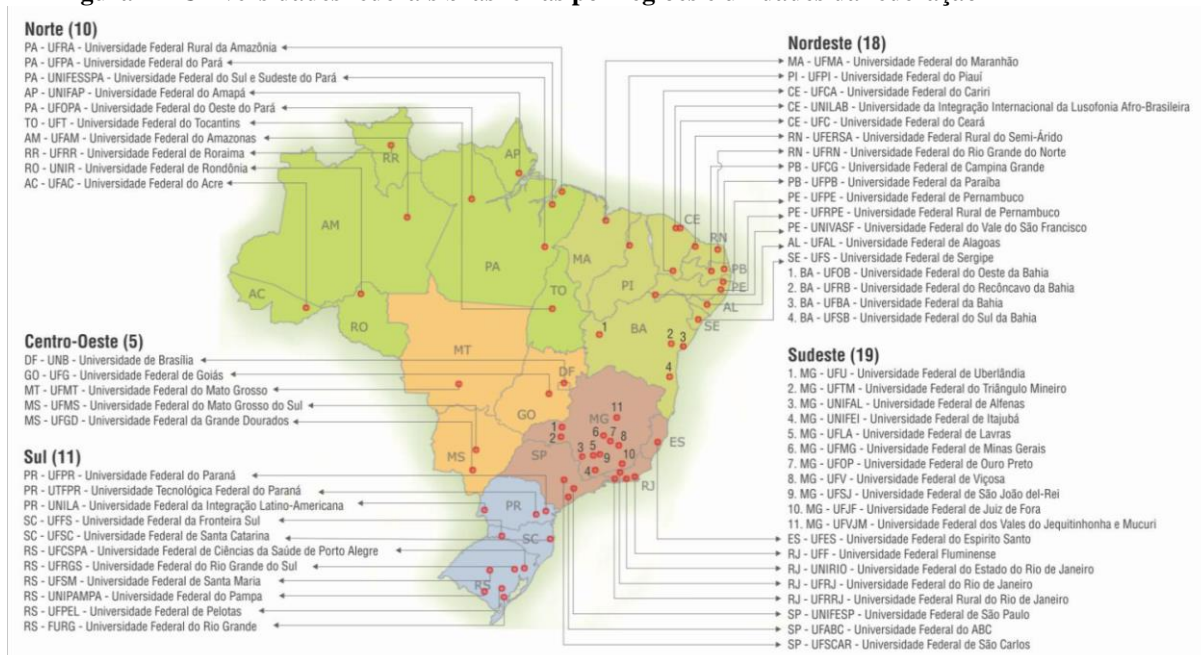 Norte (10)
PA - UFRA - Universidade Federal Rural da Amazônia
PA - UFPA - Universidade Federal do Pará
PA - UNIFESSPA - Universidade Federal do Sul e Sudeste do Pará
AP - UNIFAP - Universidade Federal do Amapá
PA - UFOPA - Universidade Federal do Oeste do Pará
TO - UFT - Universidade Federal do Tocantins
AM - UFAM - Universidade Federal do Amazonas
RR - UFRR - Universidade Federal de Roraima
RO - UNIR - Universidade Federal de Rondônia
AC - UFAC - Universidade Federal do Acre
Centro-Oeste (5)
DF - UNB - Universidade de Brasília
GO - UFG - Universidade Federal de Goiás
MT - UFMT - Universidade Federal do Mato Grosso
MS - UFMS - Universidade Federal do Mato Grosso do Sul
MS - UFGD - Universidade Federal da Grande Dourados
Sul (11)
PR - UFPR - Universidade Federal do Paraná
PR - UTFPR - Universidade Tecnológica Federal do Paraná
PR - UNILA - Universidade Federal da Integração Latino-Americana
SC - UFFS - Universidade Federal da Fronteira Sul
SC - UFSC - Universidade Federal de Santa Catarina
RS - UFCSPA - Universidade Federal de Ciências da Saúde de Porto Alegre
RS - UFRGS - Universidade Federal do Rio Grande do Sul
RS - UFSM - Universidade Federal de Santa Maria
RS - UNIPAMPA - Universidade Federal do Pampa
RS - UFPEL - Universidade Federal de Pelotas
RS - FURG - Universidade Federal do Rio Grande
RR
AP
AM
PA
AC
RO
TO
MA
PI
CE
RN
PB
PE
AL
SE
BA
1
2
3
4
MT
DF
GO
MS
MG
11
1
2
6
7
8
3
5
9
10
4
SP
ES
RJ
PR
SC
RS
Nordeste (18)
MA - UFMA - Universidade Federal do Maranhão
PI - UFPI - Universidade Federal do Piauí
CE - UFCA - Universidade Federal do Cariri
CE - UNILAB - Universidade da Integração Internacional da Lusofonia Afro-Brasileira
CE - UFC - Universidade Federal do Ceará
RN - UFERSA - Universidade Federal Rural do Semi-Árido
RN - UFRN - Universidade Federal do Rio Grande do Norte
PB - UFCG - Universidade Federal de Campina Grande
PB - UFPB - Universidade Federal da Paraíba
PE - UFPE - Universidade Federal de Pernambuco
PE - UFRPE - Universidade Federal Rural de Pernambuco
PE - UNIVASF - Universidade Federal do Vale do São Francisco
AL - UFAL - Universidade Federal de Alagoas
SE - UFS - Universidade Federal de Sergipe
1. BA - UFOB - Universidade Federal do Oeste da Bahia
2. BA - UFRB - Universidade Federal do Recôncavo da Bahia
3. BA - UFBA - Universidade Federal da Bahia
4. BA - UFSB - Universidade Federal do Sul da Bahia
Sudeste (19)
1. MG - UFU - Universidade Federal de Uberlândia
2. MG - UFTM - Universidade Federal do Triângulo Mineiro
3. MG - UNIFAL - Universidade Federal de Alfenas
4. MG - UNIFEI - Universidade Federal de Itajubá
5. MG - UFLA - Universidade Federal de Lavras
6. MG - UFMG - Universidade Federal de Minas Gerais
7. MG - UFOP - Universidade Federal de Ouro Preto
8. MG - UFV - Universidade Federal de Viçosa
9. MG - UFSJ - Universidade Federal de São João del-Rei
10. MG - UFJF - Universidade Federal de Juiz de Fora
11. MG - UFVJM - Universidade Federal dos Vales do Jequitinhonha e Mucuri
ES - UFES - Universidade Federal do Espirito Santo
RJ - UFF - Universidade Federal Fluminense
RJ - UNIRIO - Universidade Federal do Estado do Rio de Janeiro
RJ - UFRJ - Universidade Federal do Rio de Janeiro
RJ - UFRRJ - Universidade Federal Rural do Rio de Janeiro
SP - UNIFESP - Universidade Federal de São Paulo
SP - UFABC - Universidade Federal do ABC
SP - UFSCAR - Universidade Federal de São Carlos